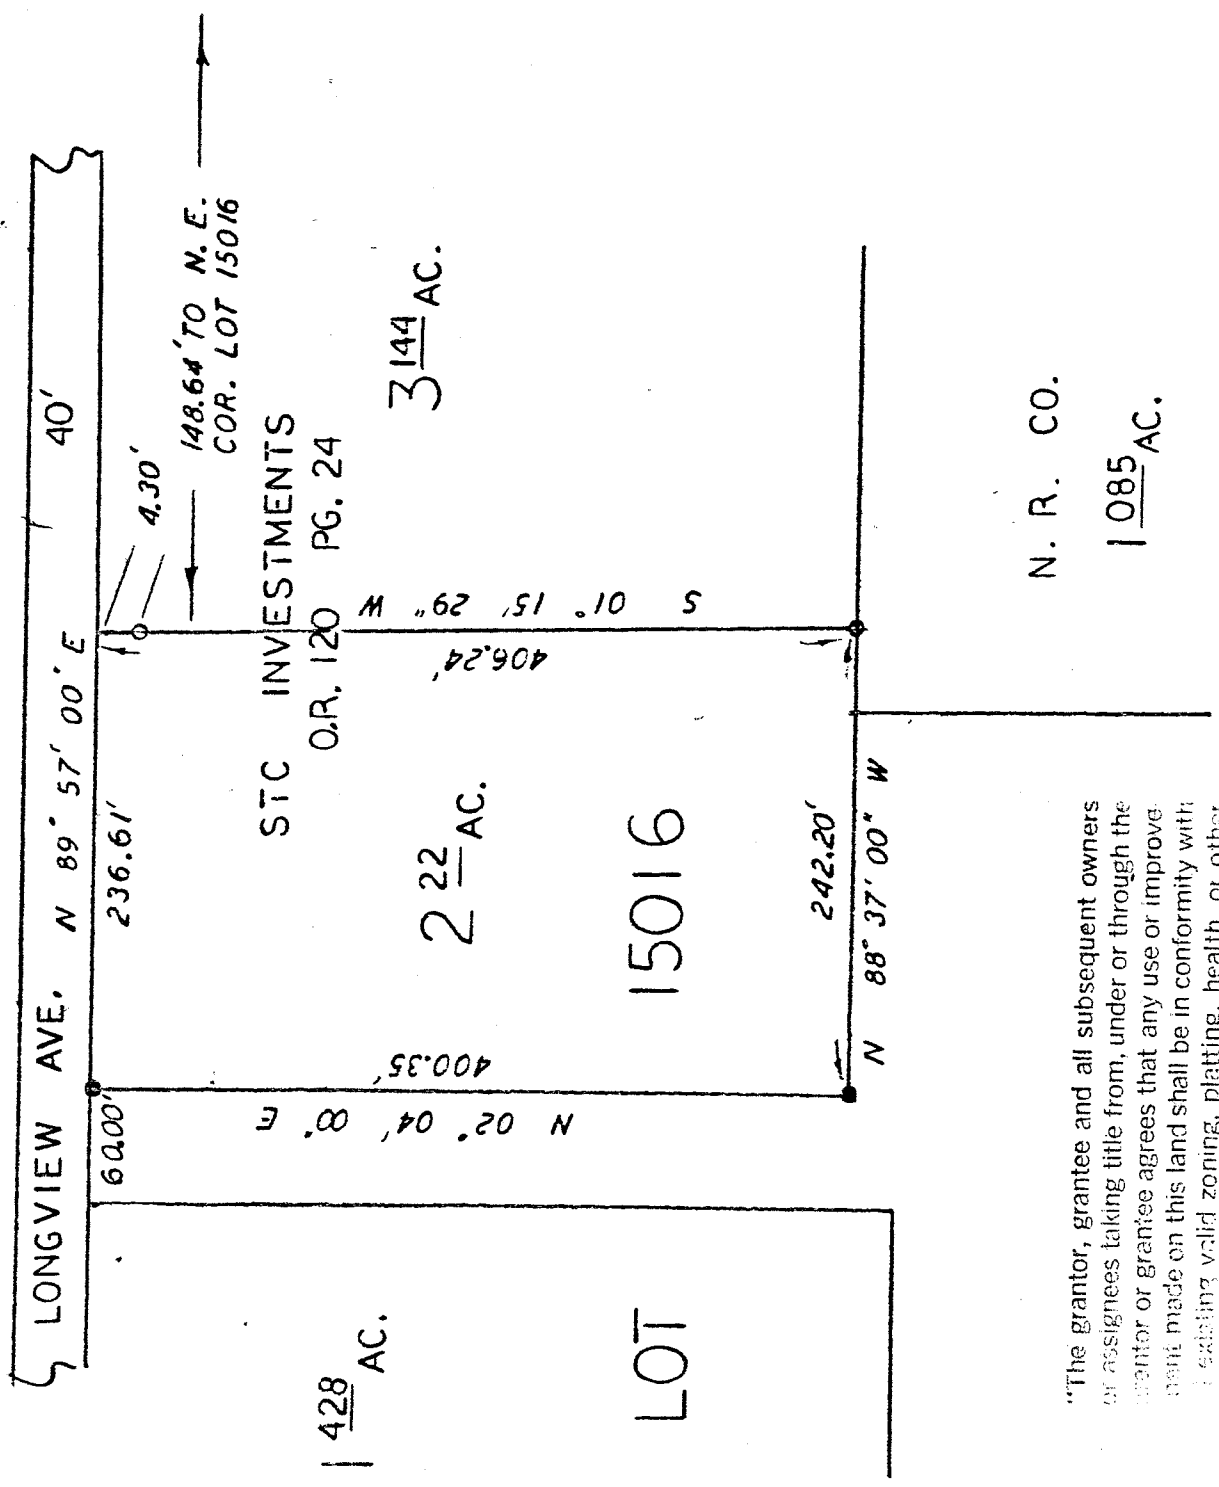 LONGVIEW AVE.
N 89° 57' 00" E
40'
60.00'
236.61'
4.30'
148.64' TO N. E.
COR. LOT 15016
STC INVESTMENTS
O.R. 120 PG. 24
1 428 AC.
N 02° 04' 00" E
400.35'
2 22 AC.
406.24'
S 01° 15' 29" W
3 144 AC.
LOT 15016
242.20'
N 88° 37' 00" W
N. R. CO.
1 085 AC.
"The grantor, grantee and all subsequent owners
or assignees taking title from, under or through the
grantor or grantee agrees that any use or improve-
ment made on this land shall be in conformity with
existing valid zoning, platting, health or other